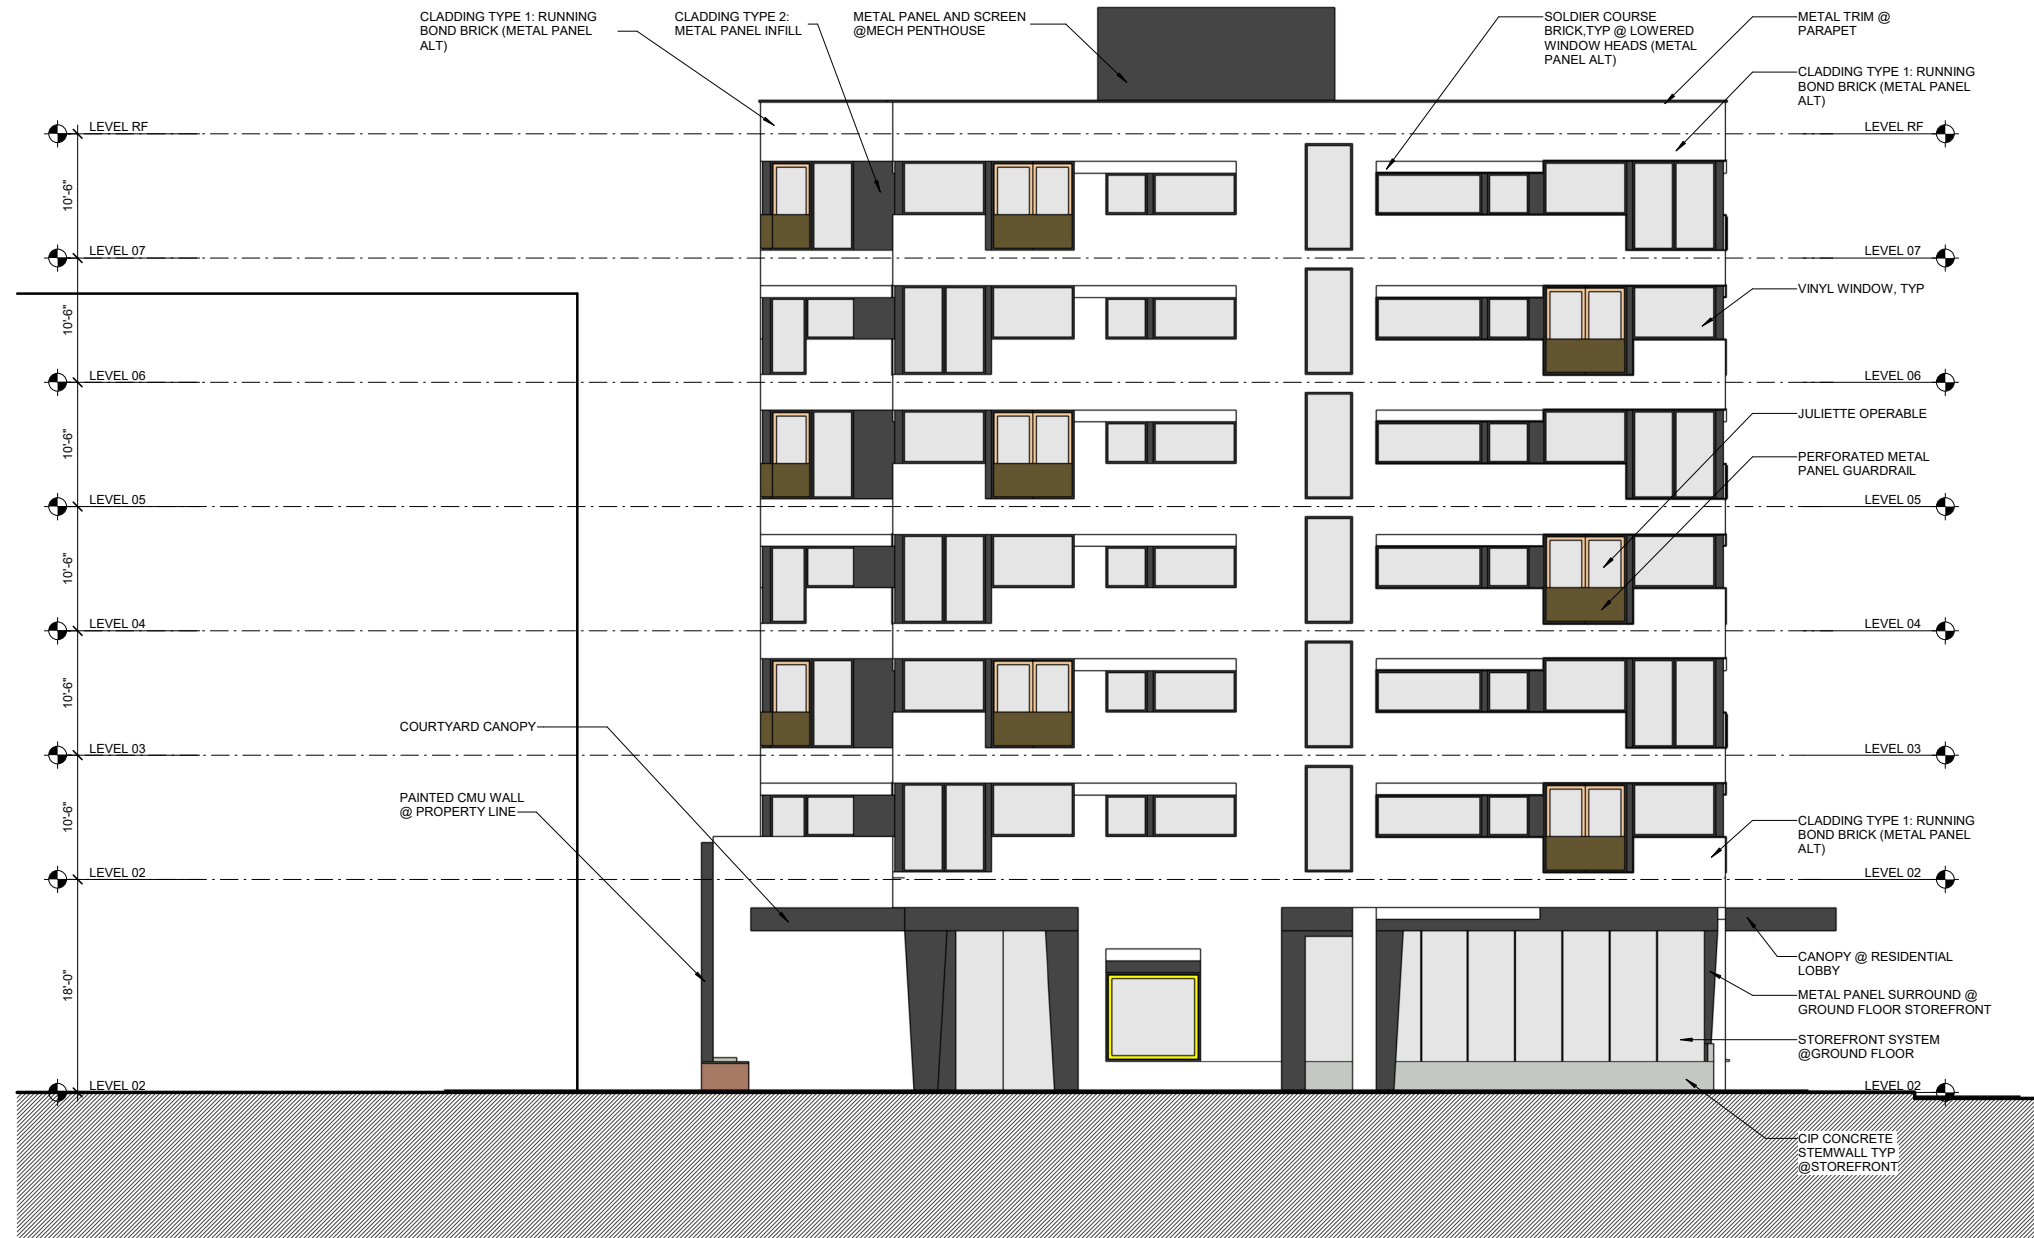 CLADDING TYPE 1: RUNNING
BOND BRICK (METAL PANEL
ALT)
CLADDING TYPE 2:
METAL PANEL INFILL
METAL PANEL AND SCREEN
@MECH PENTHOUSE
SOLDIER COURSE
BRICK,TYP @ LOWERED
WINDOW HEADS (METAL
PANEL ALT)
METAL TRIM @
PARAPET
CLADDING TYPE 1: RUNNING
BOND BRICK (METAL PANEL
ALT)
LEVEL RF
LEVEL RF
10'-6"
LEVEL 07
LEVEL 07
VINYL WINDOW, TYP
10'-6"
LEVEL 06
LEVEL 06
JULIETTE OPERABLE
10'-6"
PERFORATED METAL
PANEL GUARDRAIL
LEVEL 05
LEVEL 05
10'-6"
LEVEL 04
LEVEL 04
10'-6"
COURTYARD CANOPY
LEVEL 03
LEVEL 03
PAINTED CMU WALL
@ PROPERTY LINE
10'-6"
CLADDING TYPE 1: RUNNING
BOND BRICK (METAL PANEL
ALT)
LEVEL 02
LEVEL 02
CANOPY @ RESIDENTIAL
LOBBY
18'-0"
METAL PANEL SURROUND @
GROUND FLOOR STOREFRONT
STOREFRONT SYSTEM
@GROUND FLOOR
LEVEL 02
LEVEL 02
CIP CONCRETE
STEMWALL TYP
@STOREFRONT